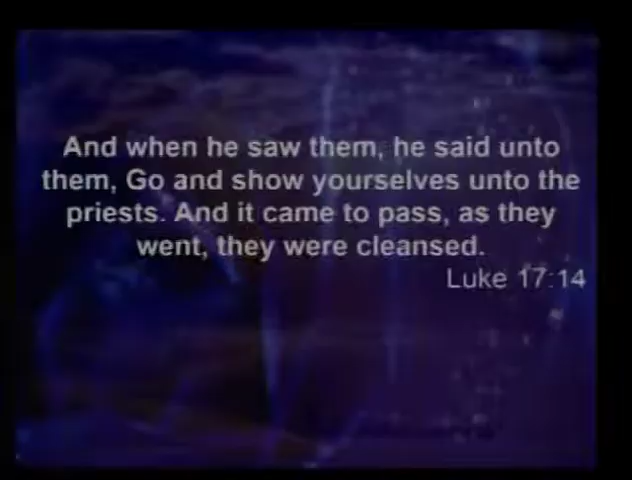 And when he saw them, he said unto
them, Go and show yourselves unto the
priests. And it came to pass, as they
went, they were cleansed.
Luke 17:14